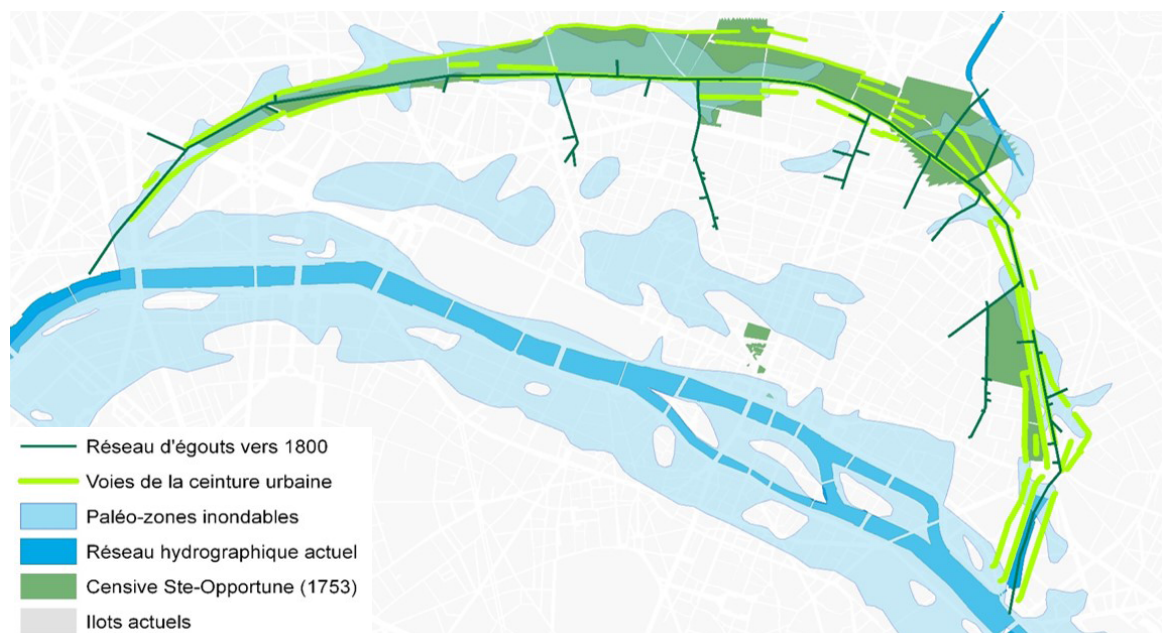 Réseau d'égouts vers 1800
Voies de la ceinture urbaine
Paléo-zones inondables
Réseau hydrographique actuel
Censive Ste-Opportune (1753)
Ilots actuels